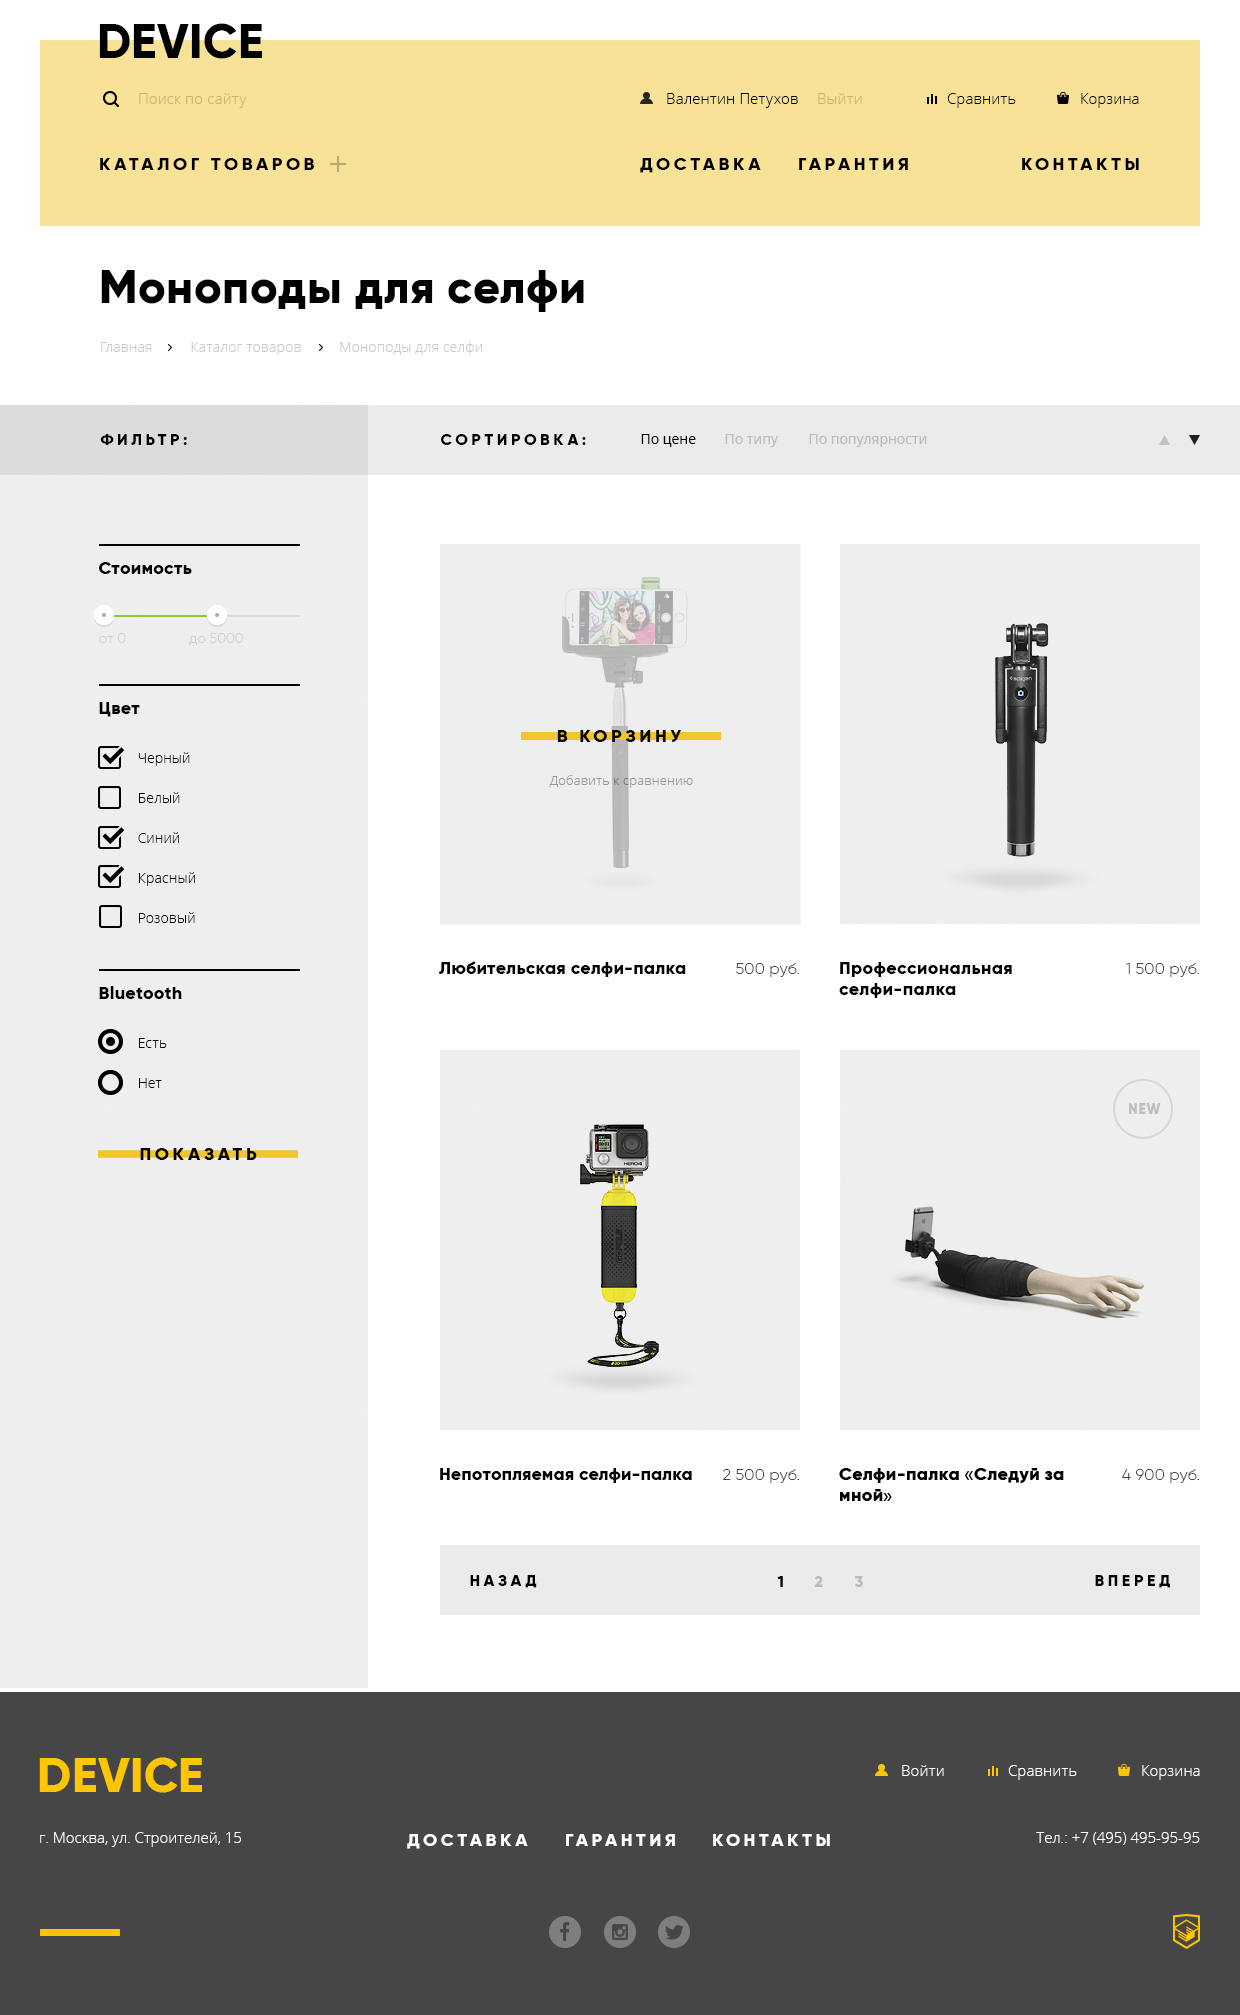 DEVICE
Поиск по сайту
Валентин Петухов Выйти Сравнить Корзина
КАТАЛОГ ТОВАРОВ ДОСТАВКА ГАРАНТИЯ КОНТАКТЫ
Моноподы для селфи
Главная Каталог товаров Моноподы для селфи
ФИЛЬТР:
СОРТИРОВКА: По цене По типу По популярности
Стоимость
от 0 до 5000
Цвет
Черный
Белый
Синий
Красный
Розовый
Bluetooth
Есть
Нет
ПОКАЗАТЬ
В КОРЗИНУ
Добавить к сравнению
Любительская селфи-палка 500 руб.
spigen
Профессиональная 1 500 руб.
селфи-палка
HERO4
Непотопляемая селфи-палка 2 500 руб.
NEW
Селфи-палка «Следуй за 4 900 руб.
мной»
НАЗАД 1 2 3 ВПЕРЕД
DEVICE
Войти Сравнить Корзина
г. Москва, ул. Строителей, 15
ДОСТАВКА ГАРАНТИЯ КОНТАКТЫ
Тел.: +7 (495) 495-95-95